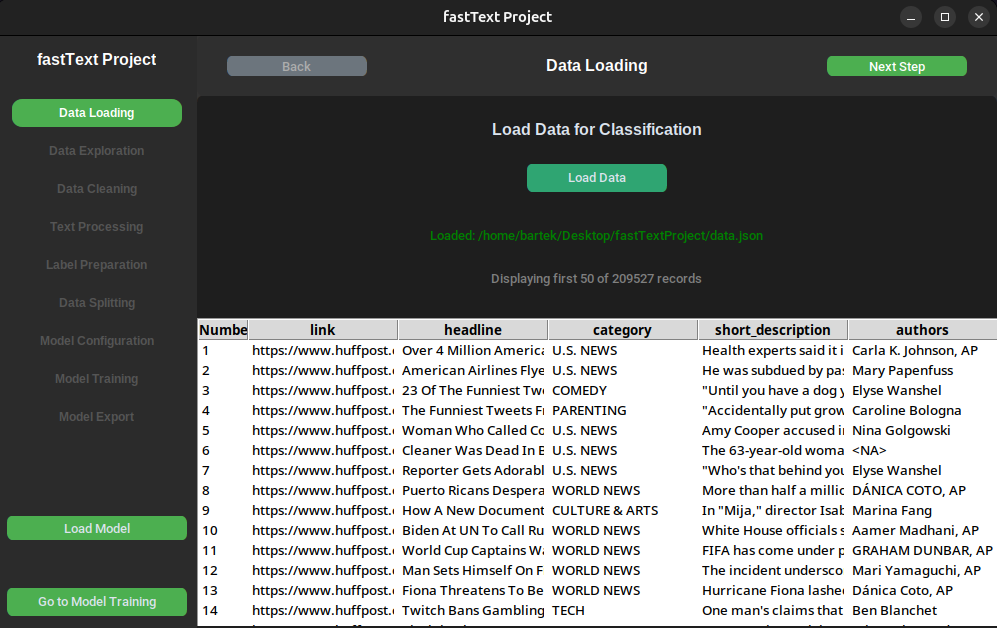 fastText Project
fastText Project
Back
Data Loading
Next Step
Data Loading
Data Exploration
Data Cleaning
Text Processing
Label Preparation
Data Splitting
Model Configuration
Model Training
Model Export
Load Model
Go to Model Training
Load Data for Classification
Load Data
Loaded: /home/bartek/Desktop/fastTextProject/data.json
Displaying first 50 of 209527 records
Numbe link headline category short_description authors
1 https://www.huffpost.c Over 4 Million America U.S. NEWS Health experts said it i Carla K. Johnson, AP
2 https://www.huffpost.c American Airlines Flye U.S. NEWS He was subdued by pas Mary Papenfuss
3 https://www.huffpost.c 23 Of The Funniest Twe COMEDY "Until you have a dog y Elyse Wanshel
4 https://www.huffpost.c The Funniest Tweets Fr PARENTING "Accidentally put grow Caroline Bologna
5 https://www.huffpost.c Woman Who Called Co U.S. NEWS Amy Cooper accused in Nina Golgowski
6 https://www.huffpost.c Cleaner Was Dead In B U.S. NEWS The 63-year-old woma <NA>
7 https://www.huffpost.c Reporter Gets Adorabl U.S. NEWS "Who's that behind you Elyse Wanshel
8 https://www.huffpost.c Puerto Ricans Despera WORLD NEWS More than half a millic DÁNICA COTO, AP
9 https://www.huffpost.c How A New Document CULTURE & ARTS In "Mija," director Isab Marina Fang
10 https://www.huffpost.c Biden At UN To Call Ru WORLD NEWS White House officials s Aamer Madhani, AP
11 https://www.huffpost.c World Cup Captains Wa WORLD NEWS FIFA has come under p GRAHAM DUNBAR, AP
12 https://www.huffpost.c Man Sets Himself On F WORLD NEWS The incident undersco Mari Yamaguchi, AP
13 https://www.huffpost.c Fiona Threatens To Be WORLD NEWS Hurricane Fiona lashed Dánica Coto, AP
14 https://www.huffpost.c Twitch Bans Gambling TECH One man's claims that Ben Blanchet